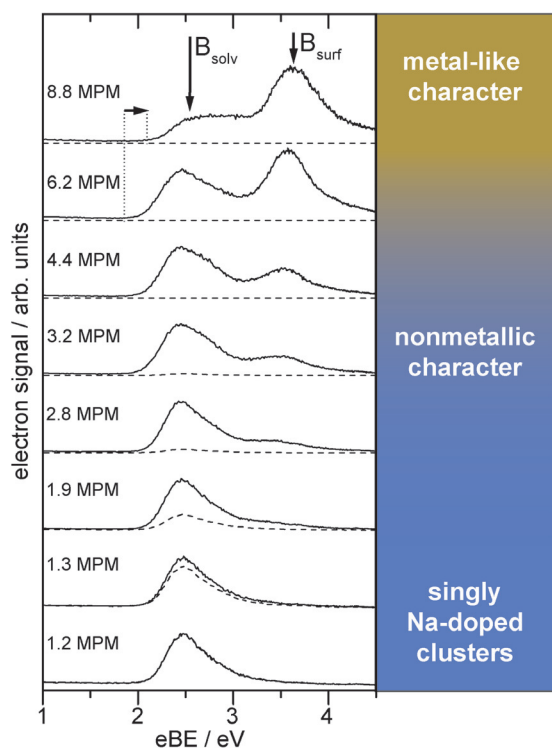 B_solv
B_surf
8.8 MPM
6.2 MPM
4.4 MPM
3.2 MPM
2.8 MPM
1.9 MPM
1.3 MPM
1.2 MPM
electron signal / arb. units
1 2 3 4
eBE / eV
metal-like
character
nonmetallic
character
singly
Na-doped
clusters